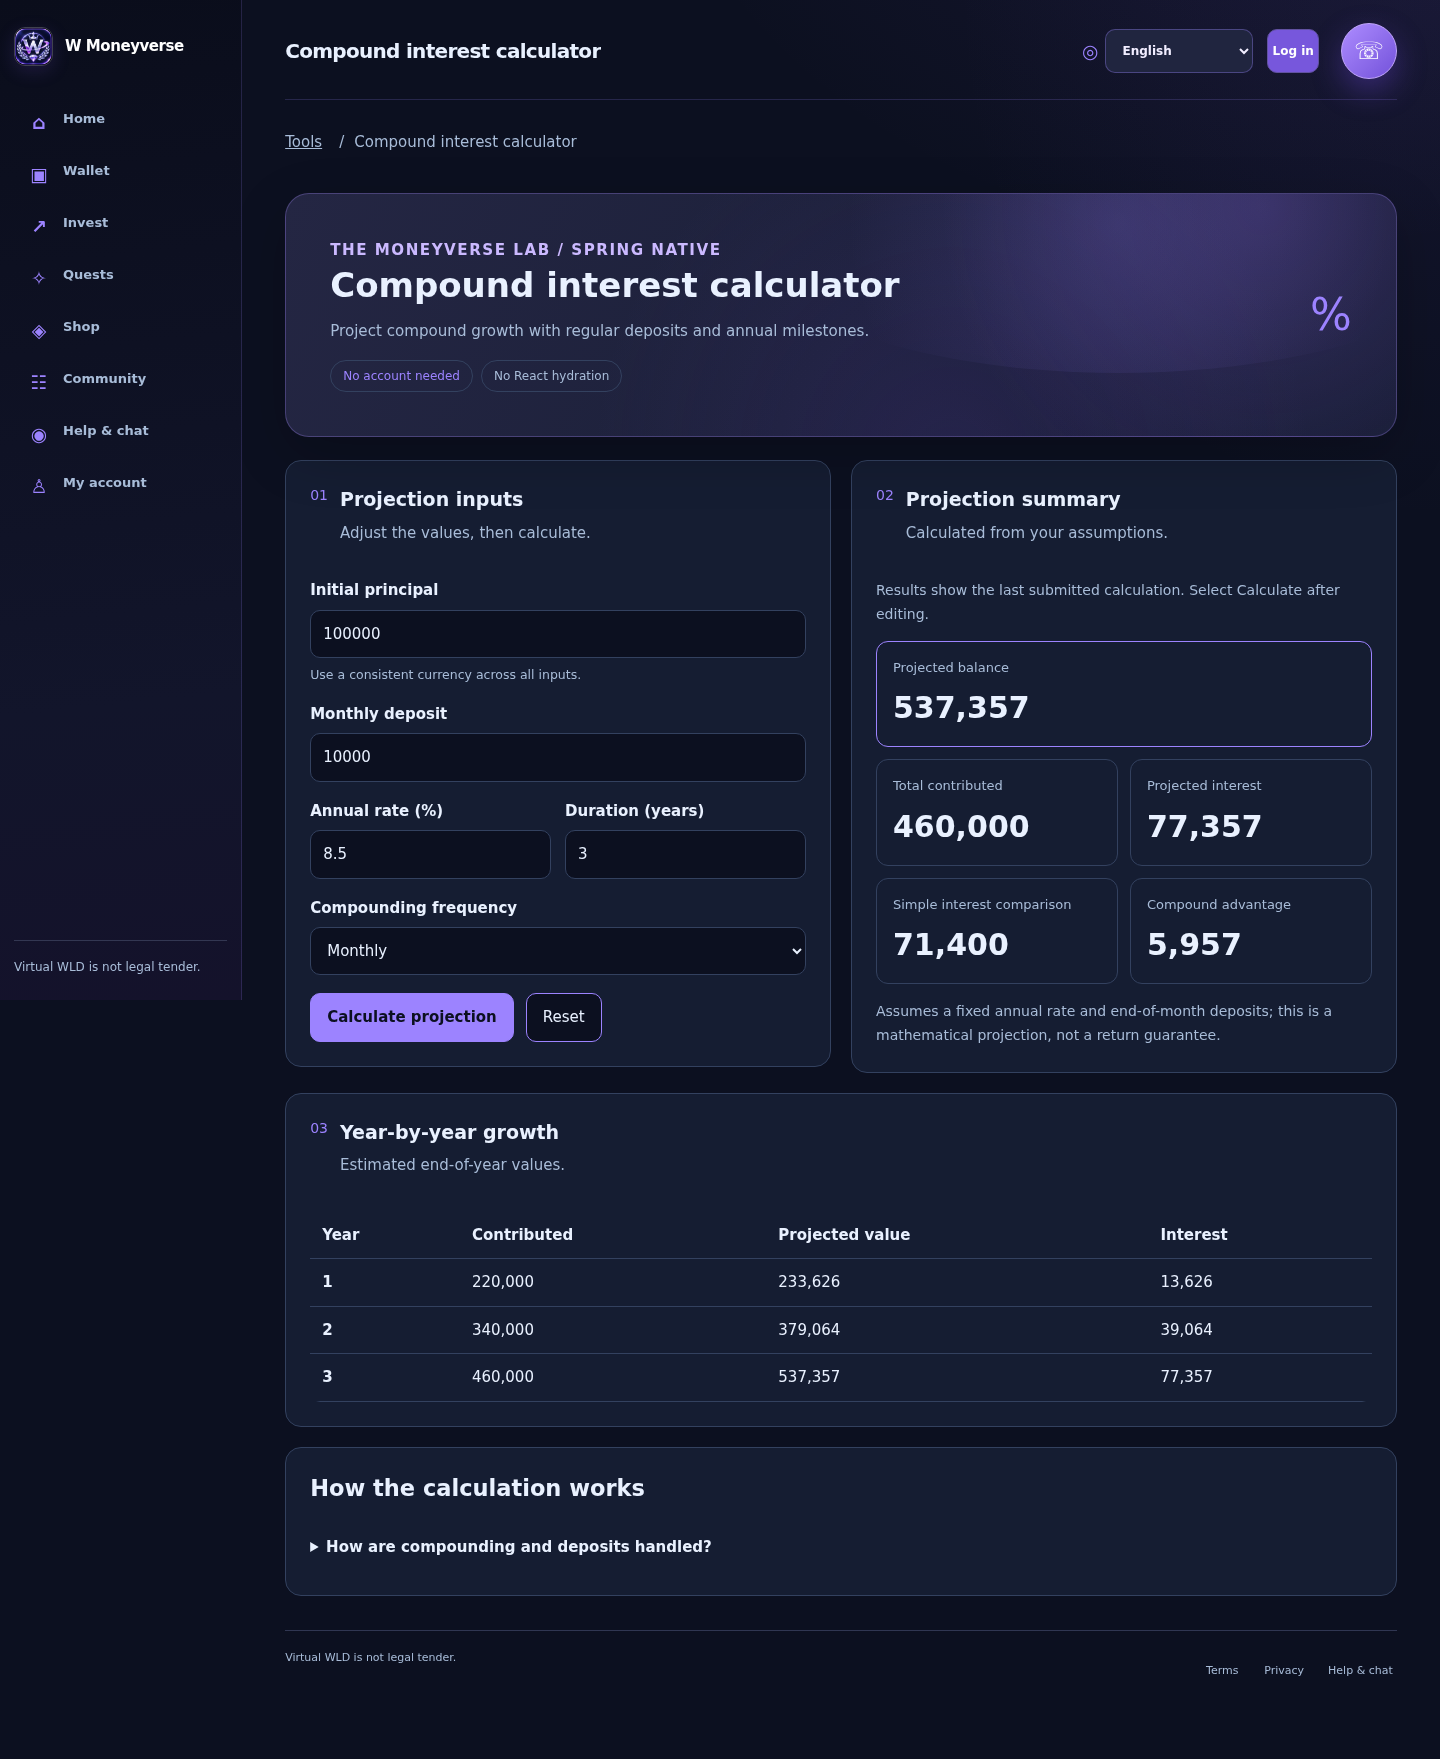 W Moneyverse
Home
Wallet
Invest
Quests
Shop
Community
Help & chat
My account
Virtual WLD is not legal tender.
Compound interest calculator
English
Log in
Tools / Compound interest calculator
THE MONEYVERSE LAB / SPRING NATIVE
Compound interest calculator
Project compound growth with regular deposits and annual milestones.
No account needed
No React hydration
%
01 Projection inputs
Adjust the values, then calculate.
Initial principal
100000
Use a consistent currency across all inputs.
Monthly deposit
10000
Annual rate (%) Duration (years)
8.5 3
Compounding frequency
Monthly
Calculate projection Reset
02 Projection summary
Calculated from your assumptions.
Results show the last submitted calculation. Select Calculate after
editing.
Projected balance
537,357
Total contributed
460,000
Projected interest
77,357
Simple interest comparison
71,400
Compound advantage
5,957
Assumes a fixed annual rate and end-of-month deposits; this is a
mathematical projection, not a return guarantee.
03 Year-by-year growth
Estimated end-of-year values.
Year Contributed Projected value Interest
1 220,000 233,626 13,626
2 340,000 379,064 39,064
3 460,000 537,357 77,357
How the calculation works
How are compounding and deposits handled?
Virtual WLD is not legal tender.
Terms Privacy Help & chat